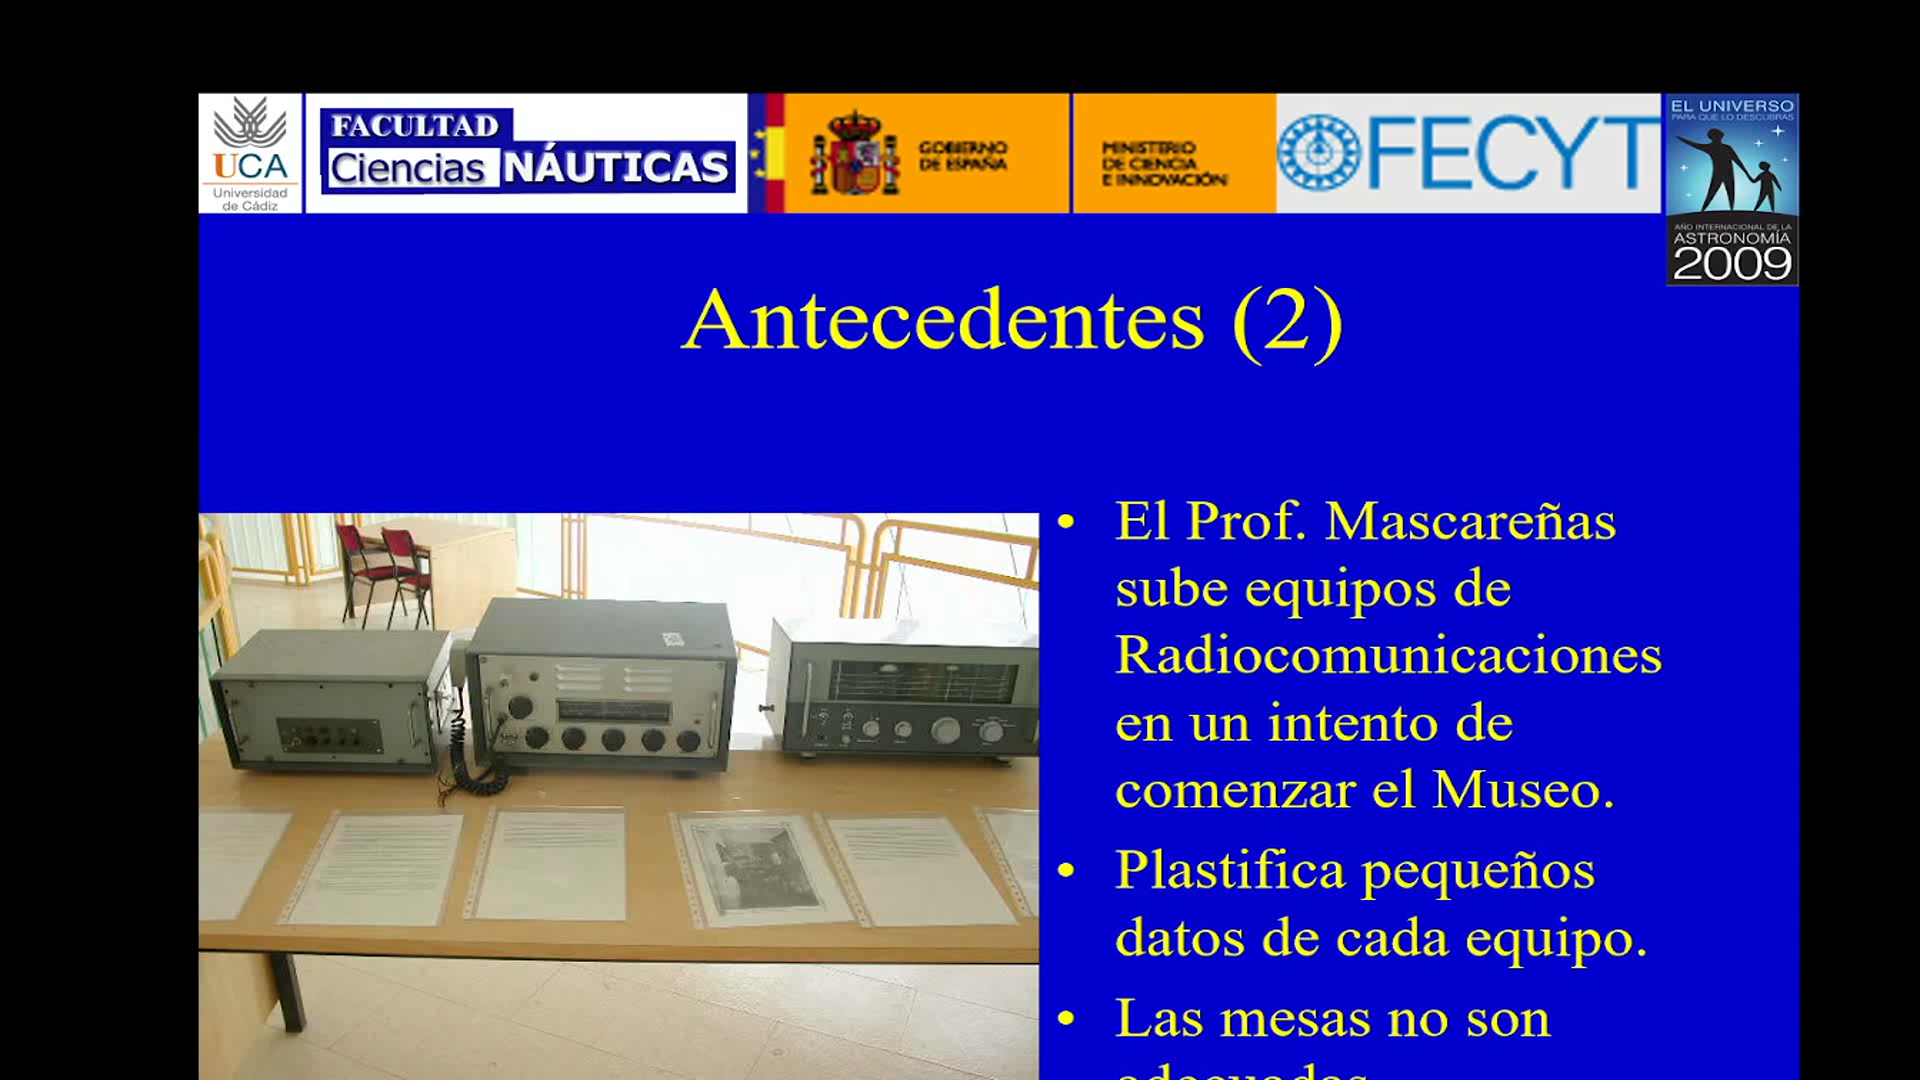 UCA
Universidad
de Cádiz
FACULTAD
Ciencias NÁUTICAS
GOBIERNO
DE ESPAÑA
MINISTERIO
DE CIENCIA
E INNOVACIÓN
FECYT
EL UNIVERSO
PARA QUE LO DESCUBRAS
AÑO INTERNACIONAL DE LA
ASTRONOMÍA
2009
Antecedentes (2)
• El Prof. Mascareñas
sube equipos de
Radiocomunicaciones
en un intento de
comenzar el Museo.
• Plastifica pequeños
datos de cada equipo.
• Las mesas no son